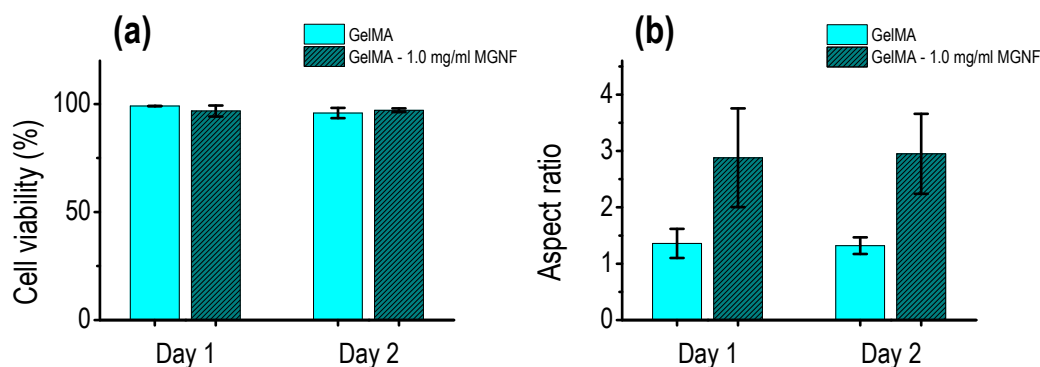 (a)
GelMA
GelMA - 1.0 mg/ml MGNF
Cell viability (%)
100
50
0
Day 1
Day 2
(b)
GelMA
GelMA - 1.0 mg/ml MGNF
Aspect ratio
4
3
2
1
0
Day 1
Day 2